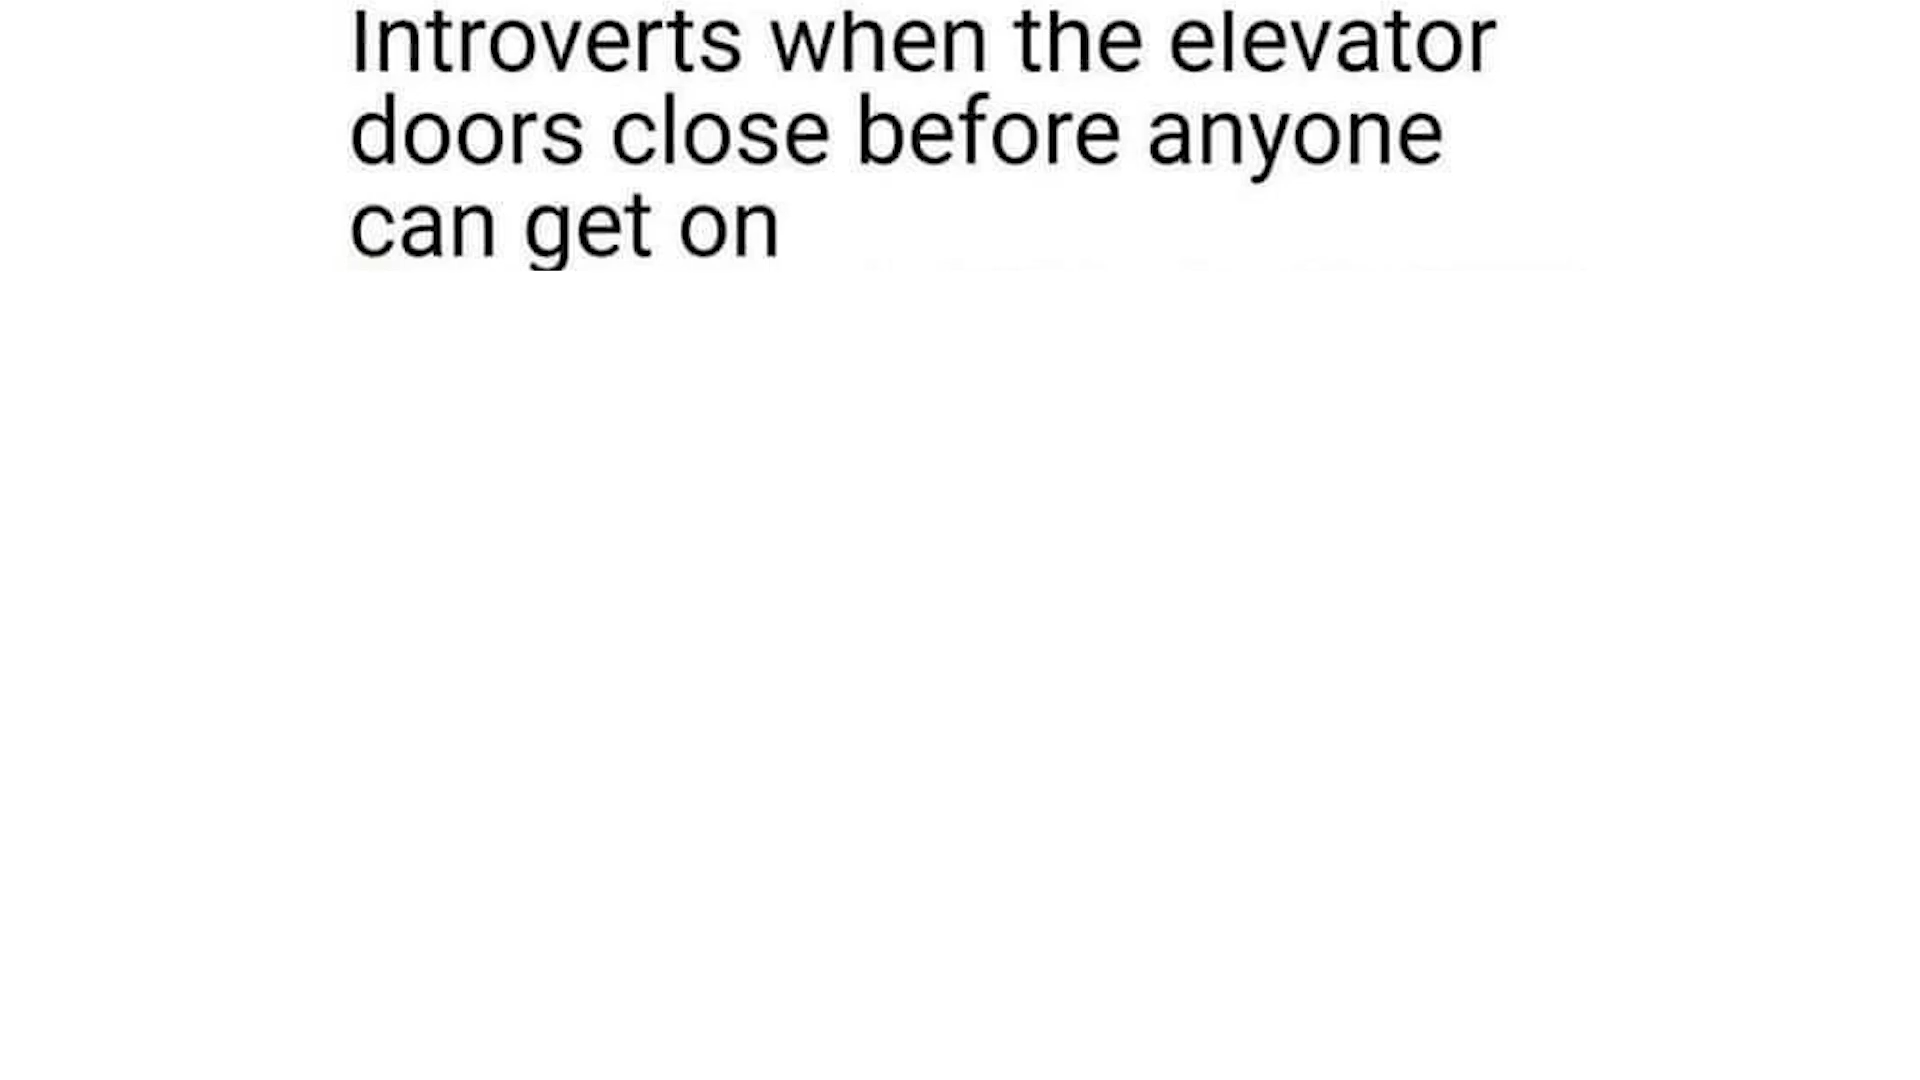 Introverts when the elevator
doors close before anyone
can get on